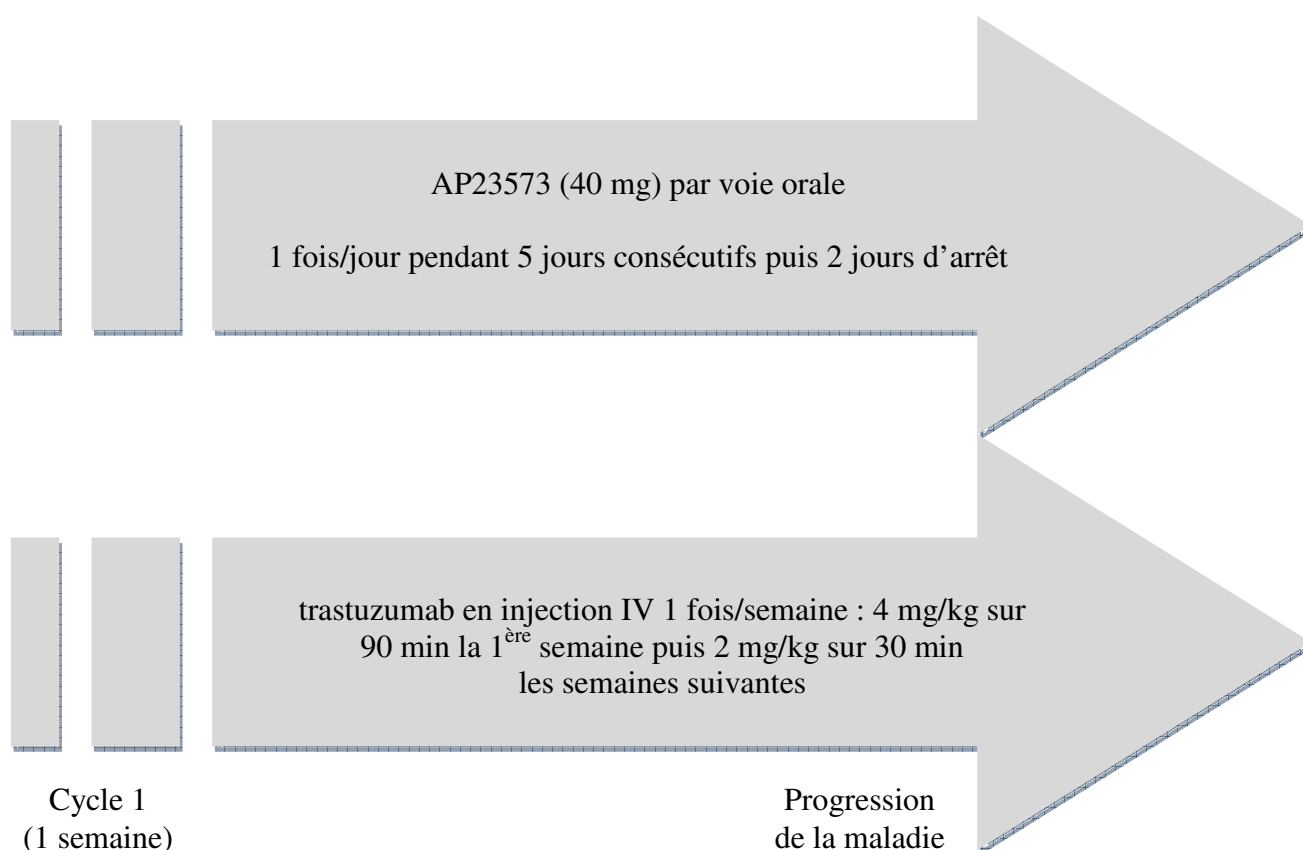 AP23573 (40 mg) par voie orale
1 fois/jour pendant 5 jours consécutifs puis 2 jours d’arrêt
trastuzumab en injection IV 1 fois/semaine : 4 mg/kg sur
90 min la 1ère semaine puis 2 mg/kg sur 30 min
les semaines suivantes
Cycle 1
(1 semaine)
Progression
de la maladie